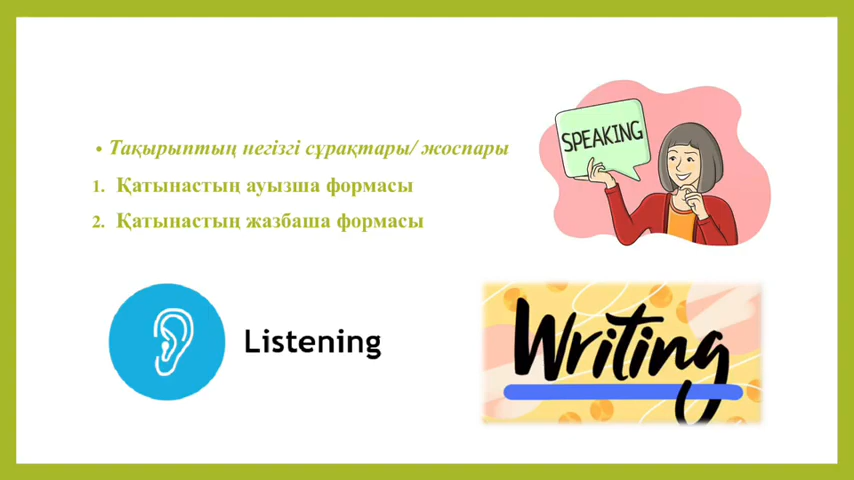 • Тақырыптың негізгі сұрақтары/ жоспары
1. Қатынастың ауызша формасы
2. Қатынастың жазбаша формасы
SPEAKING
Listening
Writing